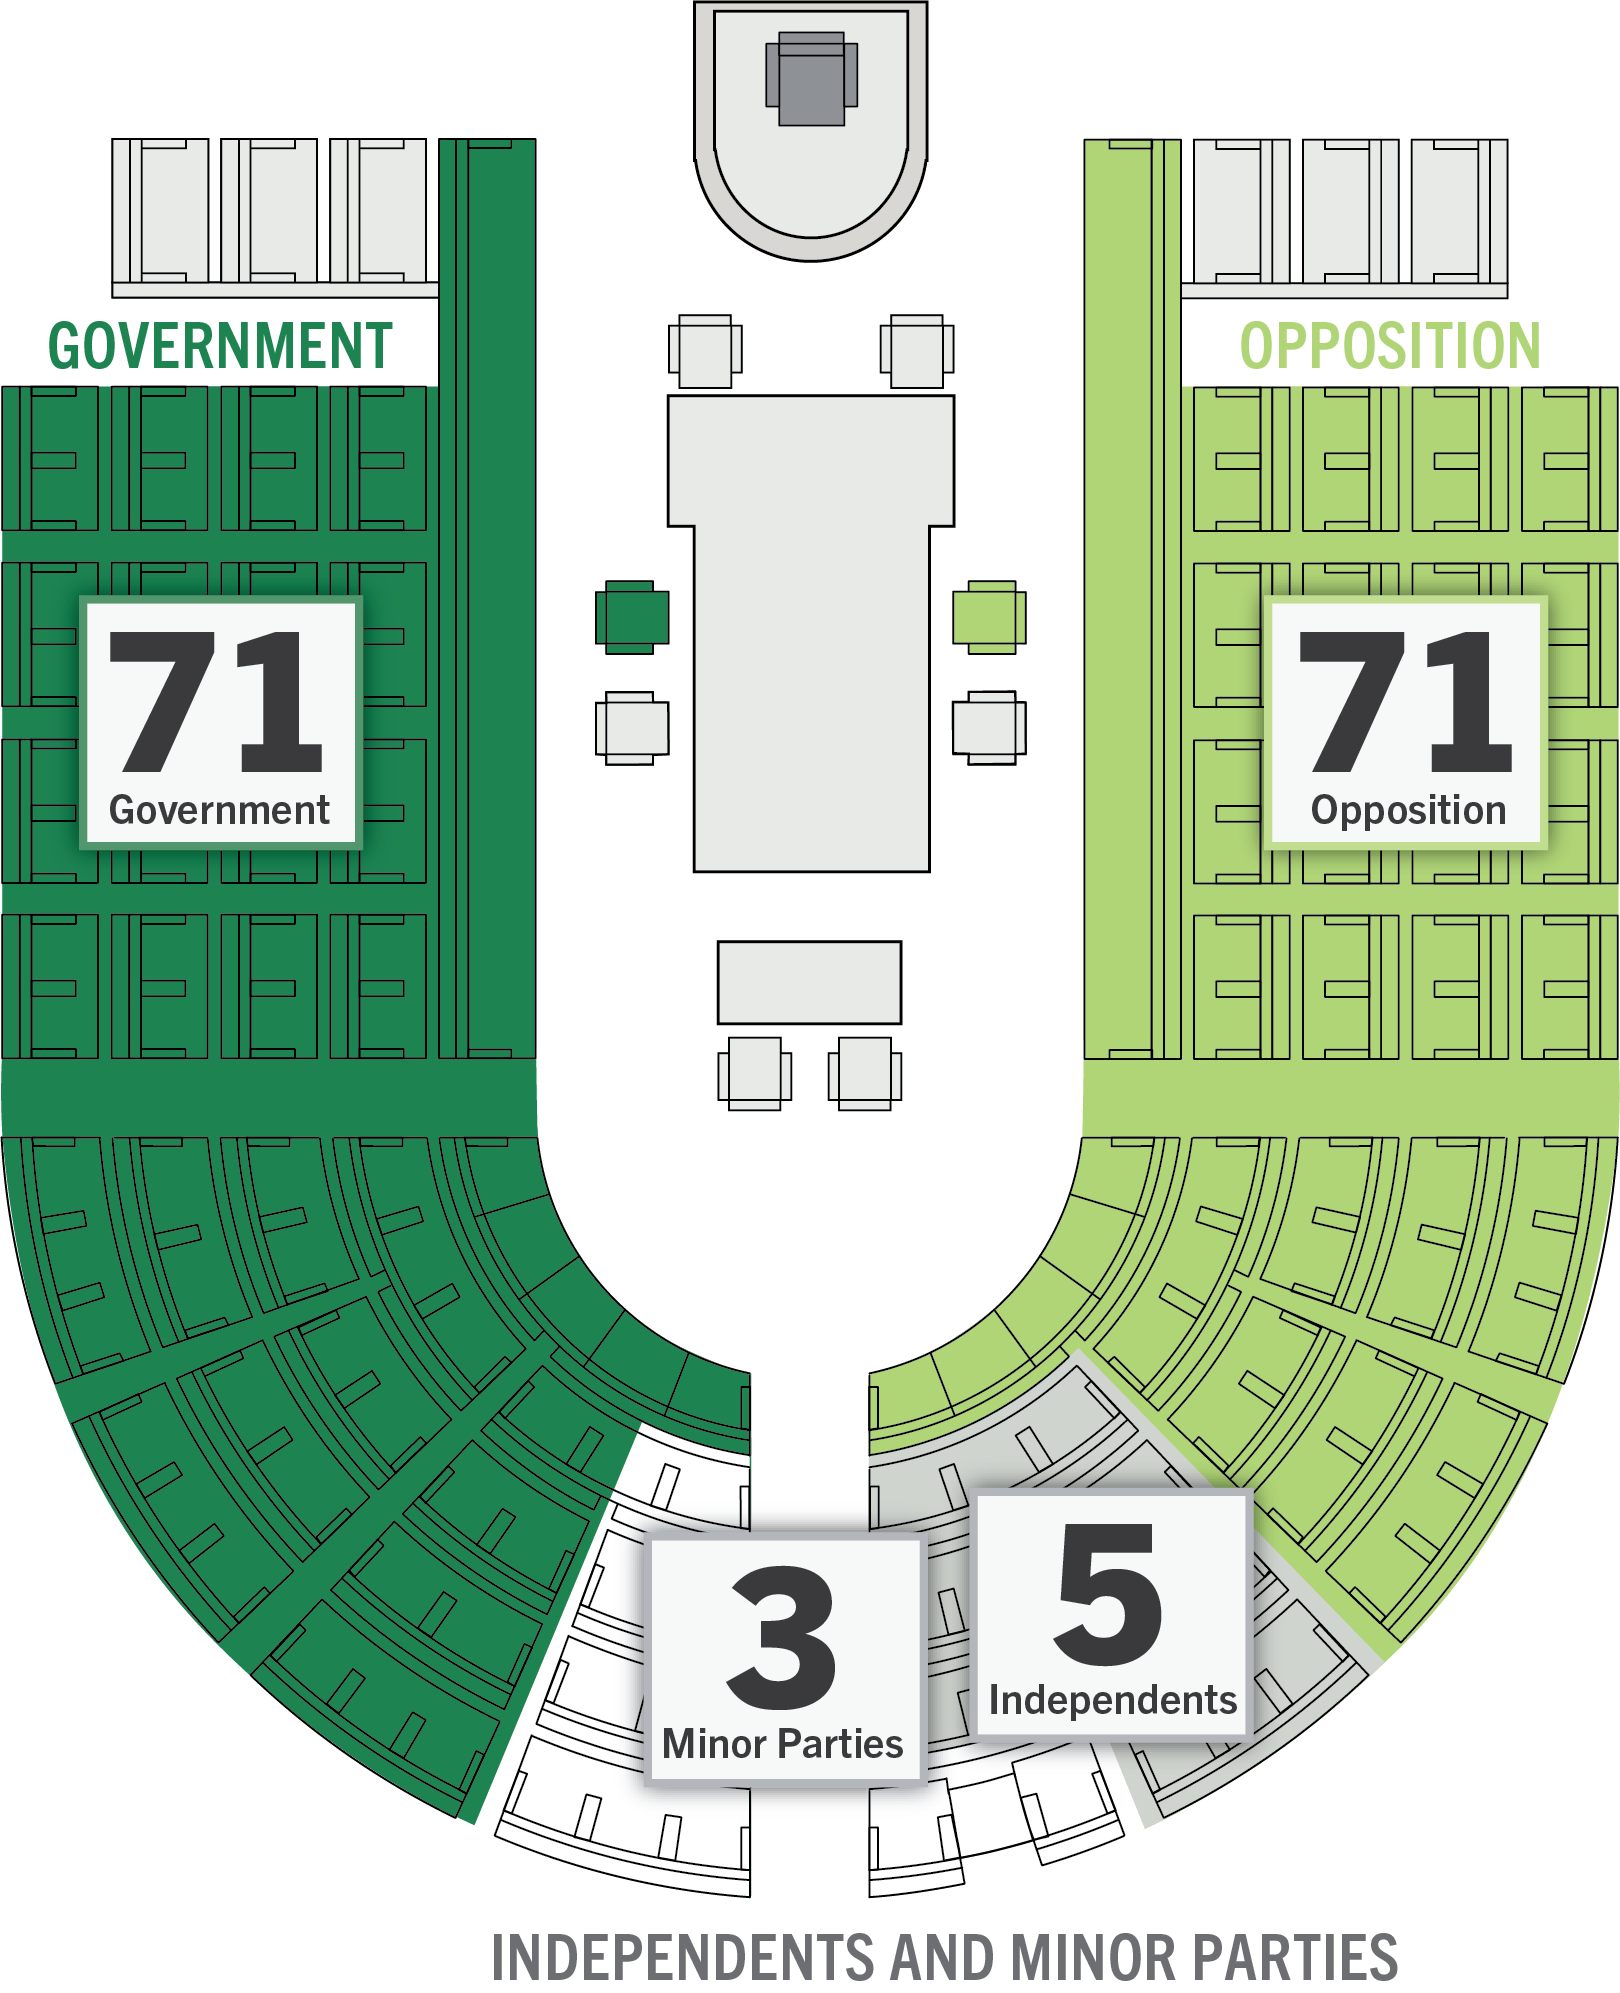 GOVERNMENT
OPPOSITION
71
Government
71
Opposition
3
Minor Parties
5
Independents
INDEPENDENTS AND MINOR PARTIES